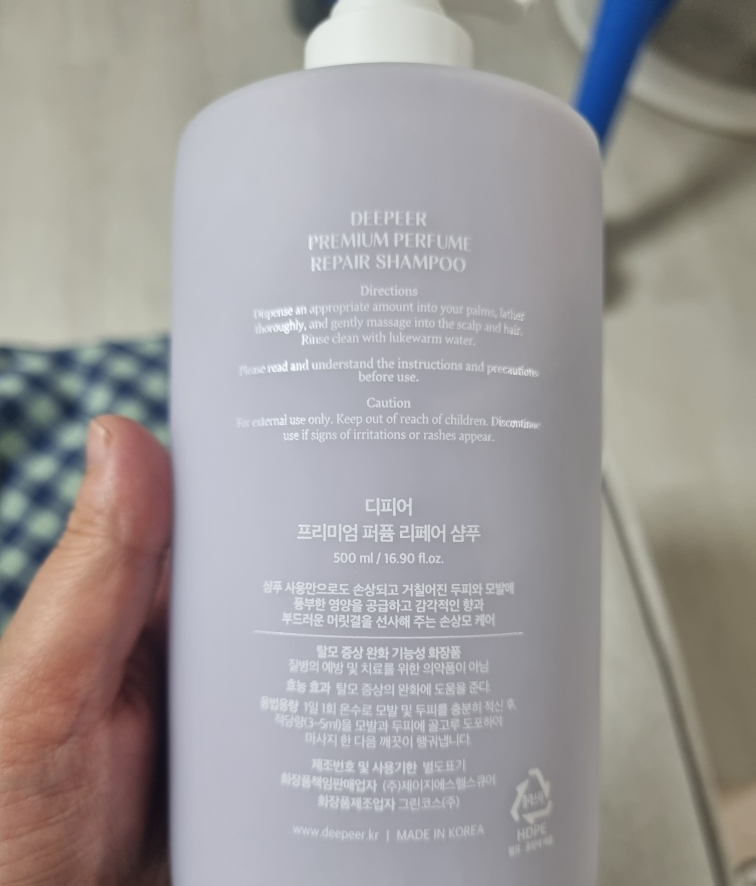 DEEPEER
PREMIUM PERFUME
REPAIR SHAMPOO
Directions
Dispense an appropriate amount into your palms, lather
thoroughly, and gently massage into the scalp and hair.
Rinse clean with lukewarm water.
Please read and understand the instructions and precautions
before use.
Caution
For external use only. Keep out of reach of children. Discontinue
use if signs of irritations or rashes appear.
디피어
프리미엄 퍼퓸 리페어 샴푸
500 ml / 16.90 fl.oz.
샴푸 사용만으로도 손상되고 거칠어진 두피와 모발에
풍부한 영양을 공급하고 감각적인 향과
부드러운 머릿결을 선사해 주는 손상모 케어
탈모 증상 완화 기능성 화장품
질병의 예방 및 치료를 위한 의약품이 아님
효능 효과 탈모 증상의 완화에 도움을 준다.
용법용량 1일 1회 온수로 모발 및 두피를 충분히 적신 후,
적당량(3~5ml)을 모발과 두피에 골고루 도포하여
마사지 한 다음 깨끗이 헹궈냅니다.
제조번호 및 사용기한 별도표기
화장품책임판매업자 (주)제이지에스헬스큐어
화장품제조업자 그린코스(주)
www.deepeer.kr | MADE IN KOREA
플라스틱
HDPE